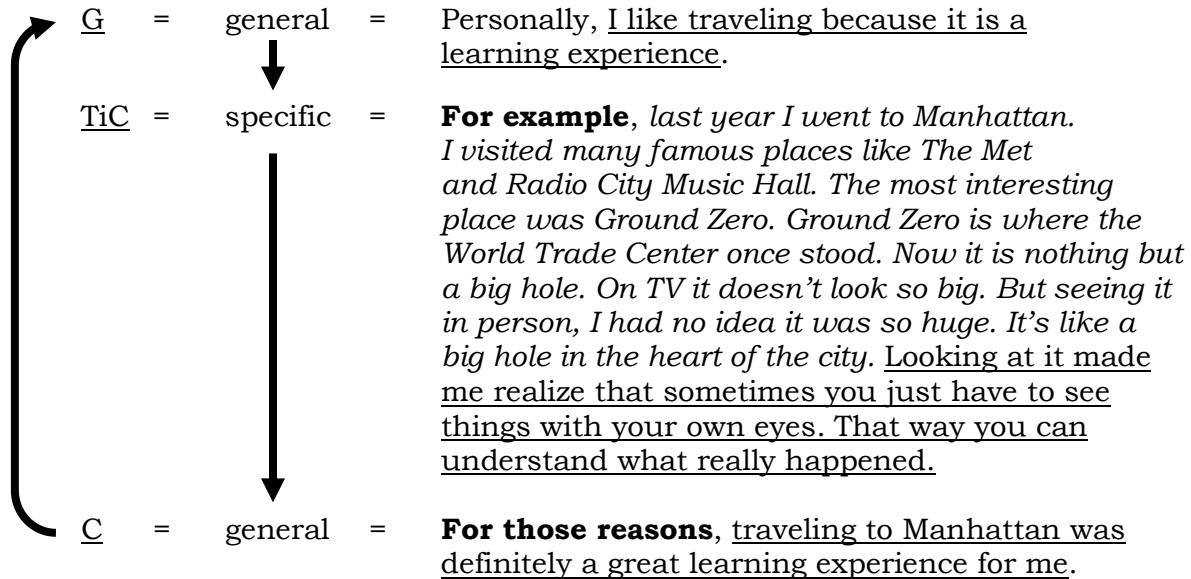 G = general = Personally, I like traveling because it is a
learning experience.
TiC = specific = For example, last year I went to Manhattan.
I visited many famous places like The Met
and Radio City Music Hall. The most interesting
place was Ground Zero. Ground Zero is where the
World Trade Center once stood. Now it is nothing but
a big hole. On TV it doesn't look so big. But seeing it
in person, I had no idea it was so huge. It's like a
big hole in the heart of the city. Looking at it made
me realize that sometimes you just have to see
things with your own eyes. That way you can
understand what really happened.
C = general = For those reasons, traveling to Manhattan was
definitely a great learning experience for me.